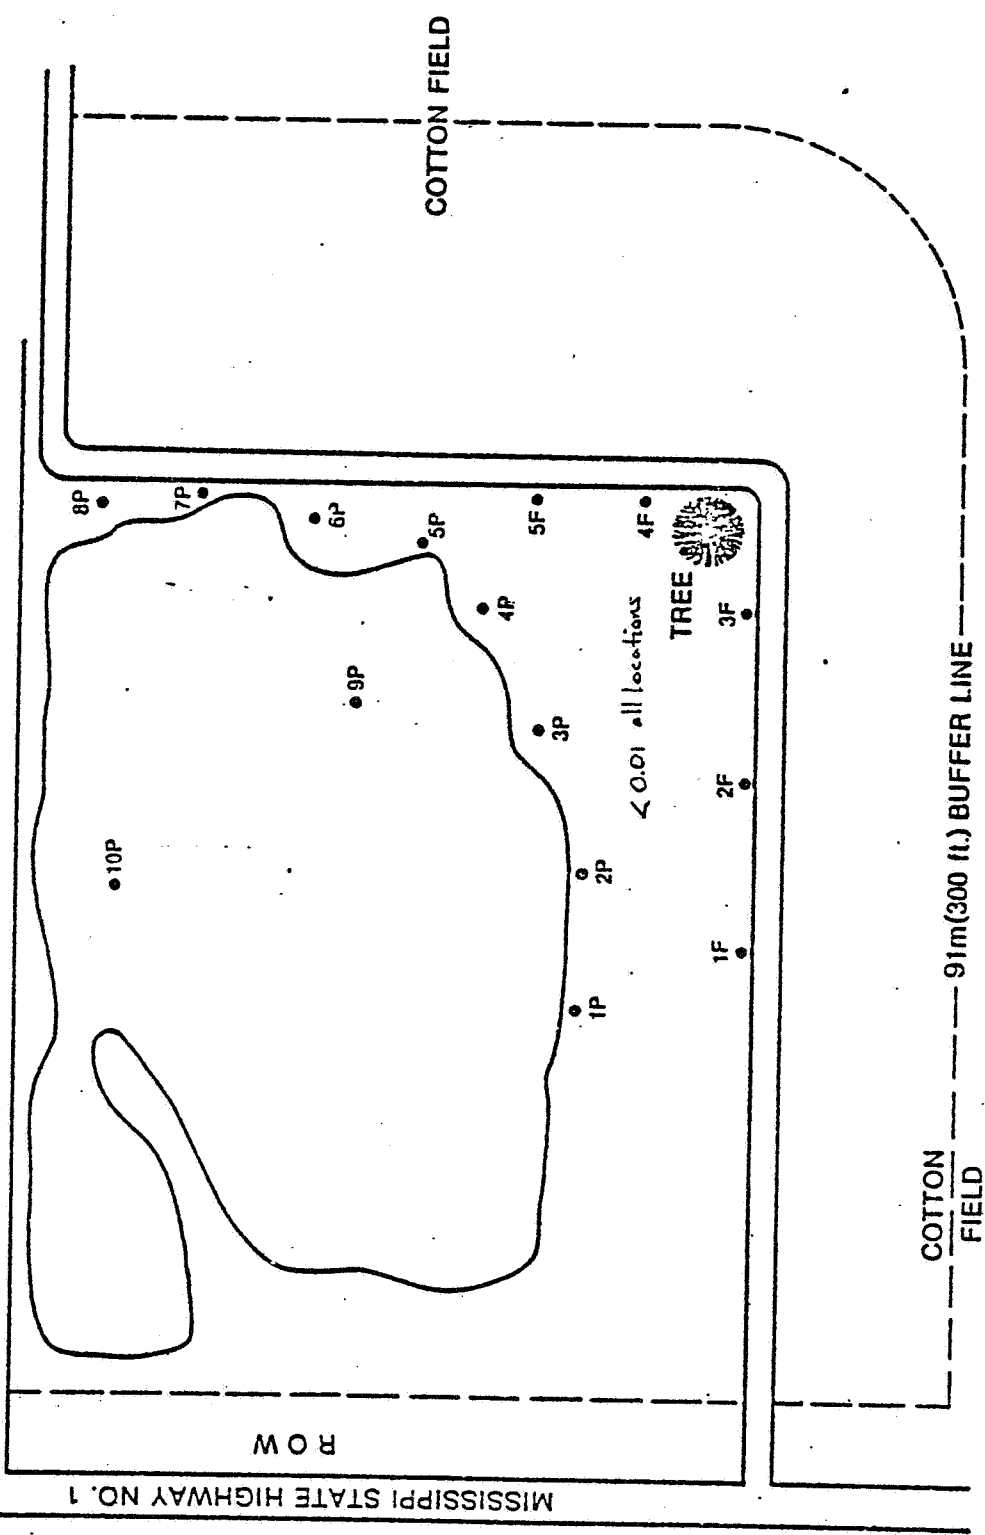 COTTON FIELD
8P
7P
6P
5P
5F
4F
4P
TREE
3F
9P
3P
<0.01 all locations
2F
10P
2P
1F
1P
91m(300 ft.) BUFFER LINE
COTTON
FIELD
ROW
MISSISSIPPI STATE HIGHWAY NO. 1